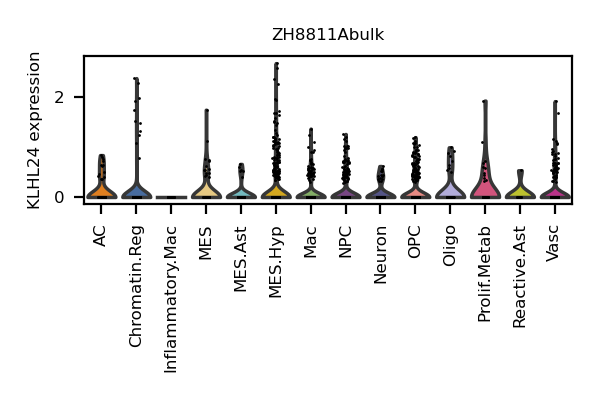 ZH8811Abulk
KLHL24 expression
2
0
AC
Chromatin.Reg
Inflammatory.Mac
MES
MES.Ast
MES.Hyp
Mac
NPC
Neuron
OPC
Oligo
Prolif.Metab
Reactive.Ast
Vasc